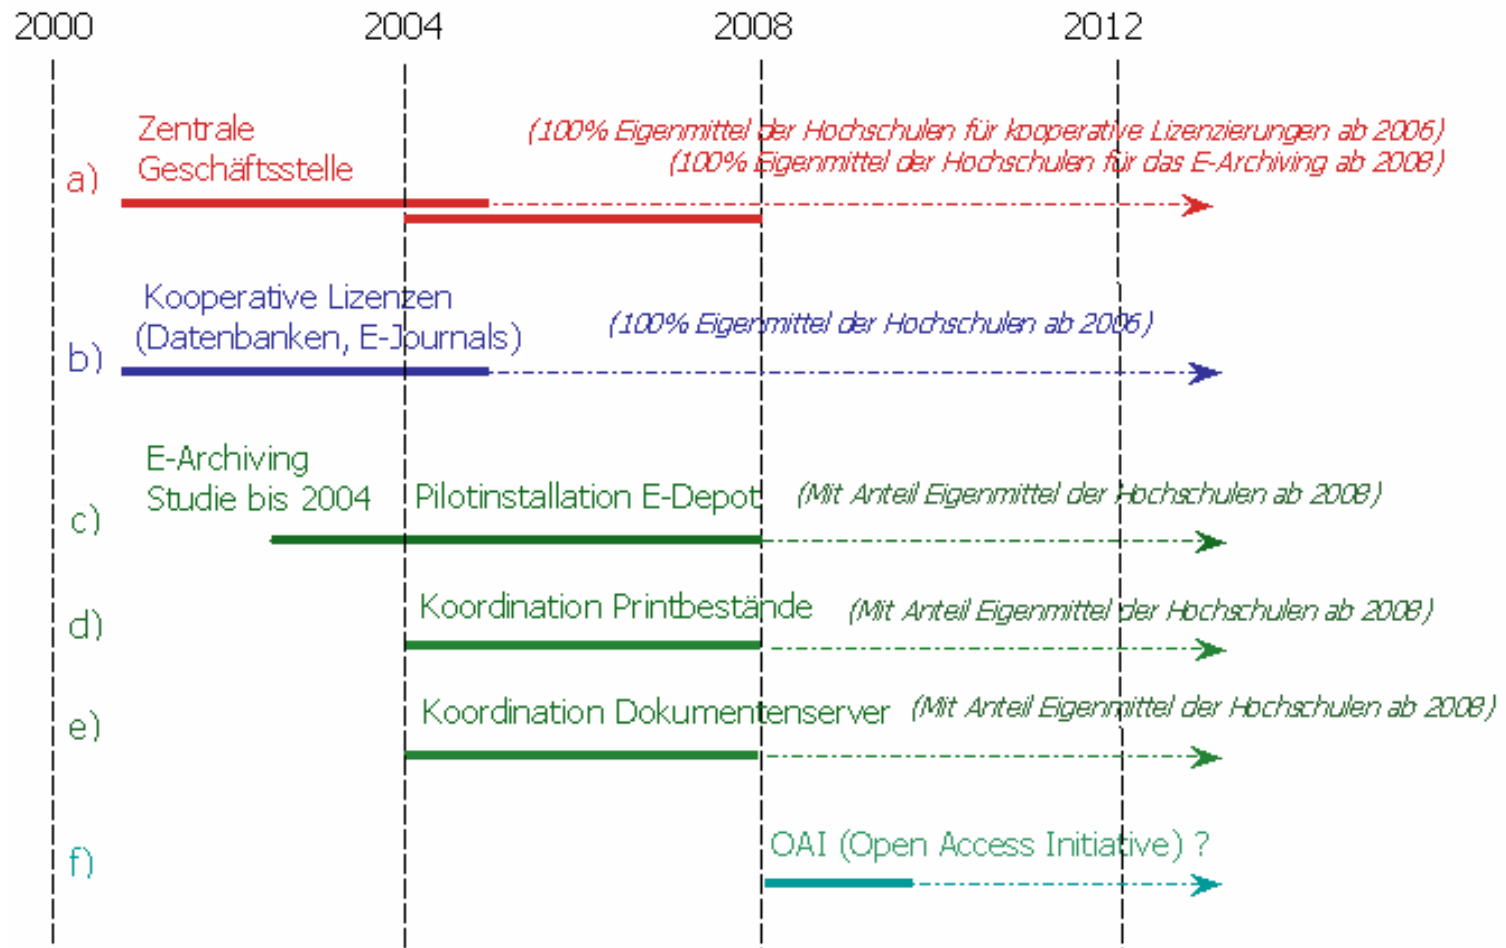 2000 2004 2008 2012
Zentrale
Geschäftsstelle
(100% Eigenmittel der Hochschulen für kooperative Lizenzierungen ab 2006)
(100% Eigenmittel der Hochschulen für das E-Archiving ab 2008)
a)
Kooperative Lizenzen
(Datenbanken, E-Journals)
(100% Eigenmittel der Hochschulen ab 2006)
b)
E-Archiving
Studie bis 2004
Pilotinstallation E-Depot
(Mit Anteil Eigenmittel der Hochschulen ab 2008)
c)
Koordination Printbestände
(Mit Anteil Eigenmittel der Hochschulen ab 2008)
d)
Koordination Dokumentenserver
(Mit Anteil Eigenmittel der Hochschulen ab 2008)
e)
OAI (Open Access Initiative) ?
f)